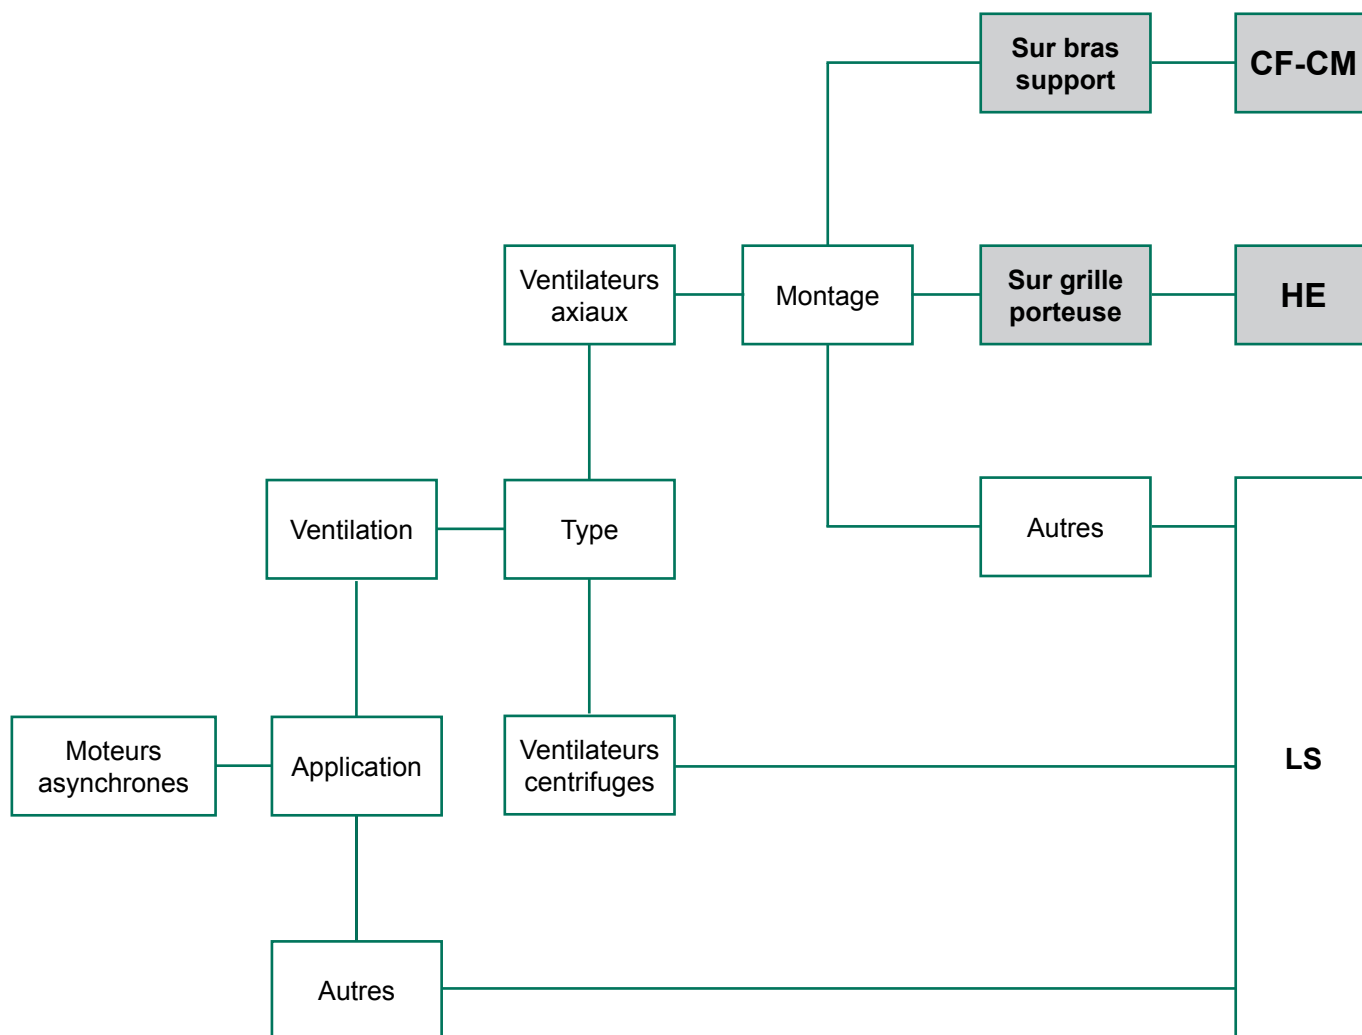 Sur bras
support
CF-CM
Ventilateurs
axiaux
Montage
Sur grille
porteuse
HE
Ventilation
Type
Autres
Moteurs
asynchrones
Application
Ventilateurs
centrifuges
LS
Autres